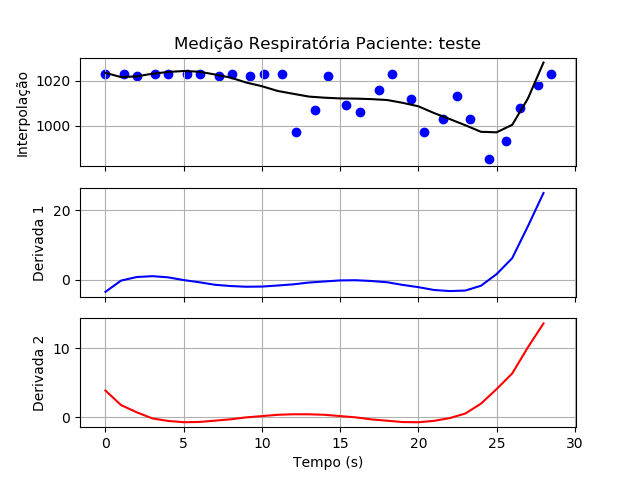 Medição Respiratória Paciente: teste
1020
1000
Interpolação
20
0
Derivada 1
10
0
Derivada 2
0 5 10 15 20 25 30
Tempo (s)